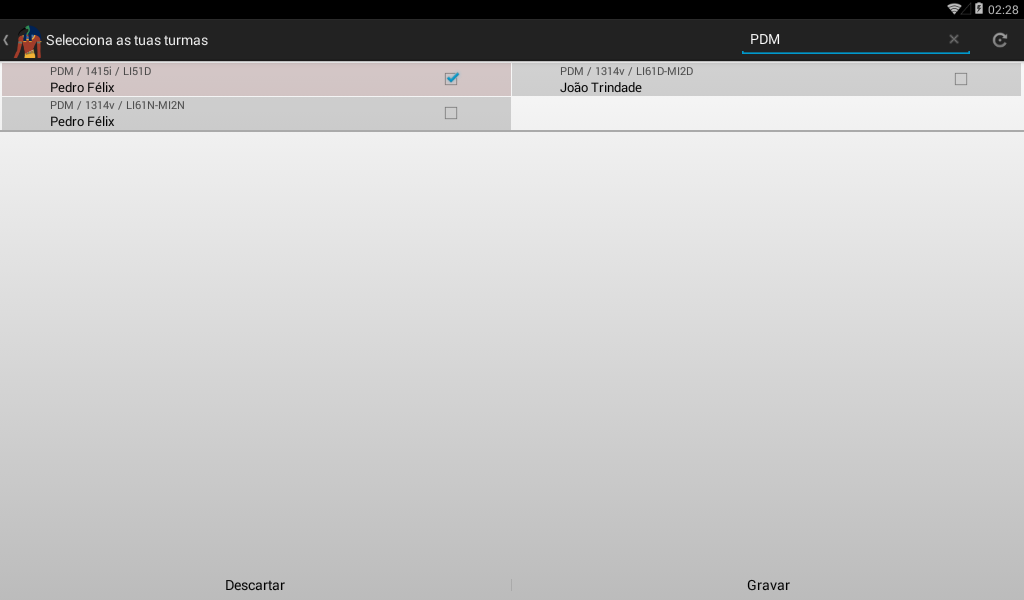 02:28
Selecciona as tuas turmas
PDM
PDM / 1415i / LI51D
Pedro Félix
PDM / 1314v / LI61D-MI2D
João Trindade
PDM / 1314v / LI61N-MI2N
Pedro Félix
Descartar
Gravar